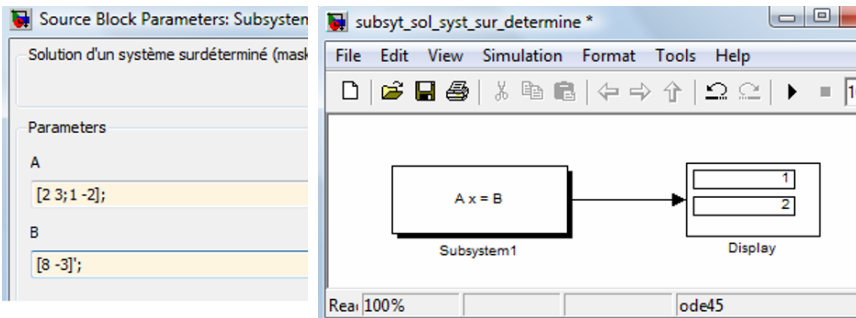 Source Block Parameters: Subsystem
Solution d'un système surdéterminé (mask
Parameters
A
[2 3;1 -2];
B
[8 -3]';
subsyt_sol_syst_sur_determine *
File Edit View Simulation Format Tools Help
A x = B
Subsystem1
1
2
Display
100%
ode45